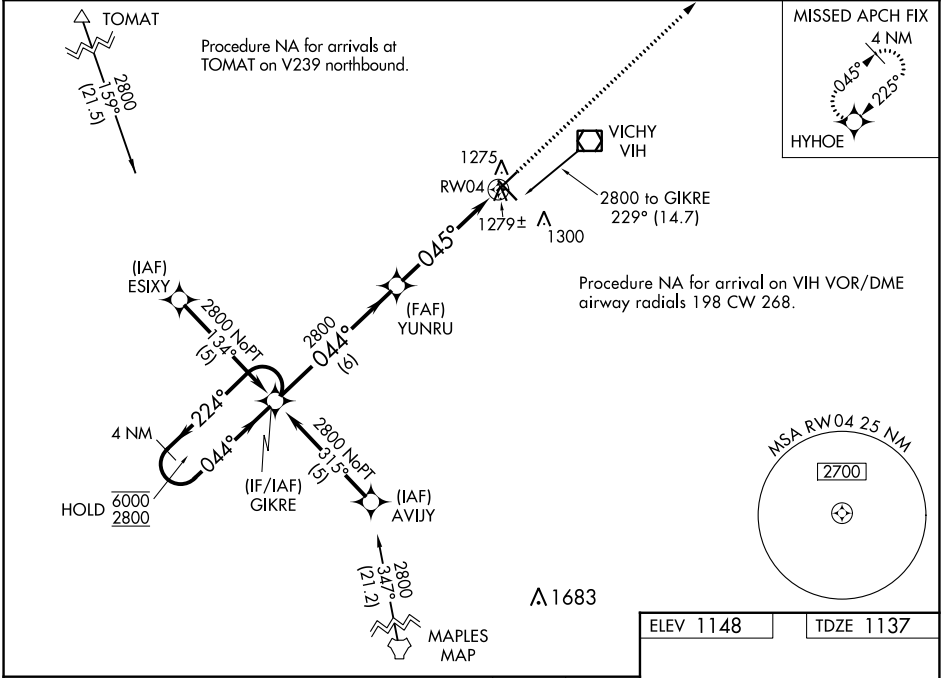 TOMAT
2800
159°
(21.5)
Procedure NA for arrivals at
TOMAT on V239 northbound.
MISSED APCH FIX
4 NM
045°
225°
HYHOE
VICHY
VIH
1275
RW04
1279±
1300
2800 to GIKRE
229° (14.7)
045°
(IAF)
ESIXY
2800 NoPT
134°
(5)
(FAF)
YUNRU
Procedure NA for arrival on VIH VOR/DME
airway radials 198 CW 268.
2800
044°
(6)
224°
044°
4 NM
HOLD
6000
2800
(IF/IAF)
GIKRE
2800 NoPT
315°
(5)
(IAF)
AVIJY
2800
347°
(21.2)
MAPLES
MAP
1683
MSA RW04 25 NM
2700
ELEV 1148
TDZE 1137